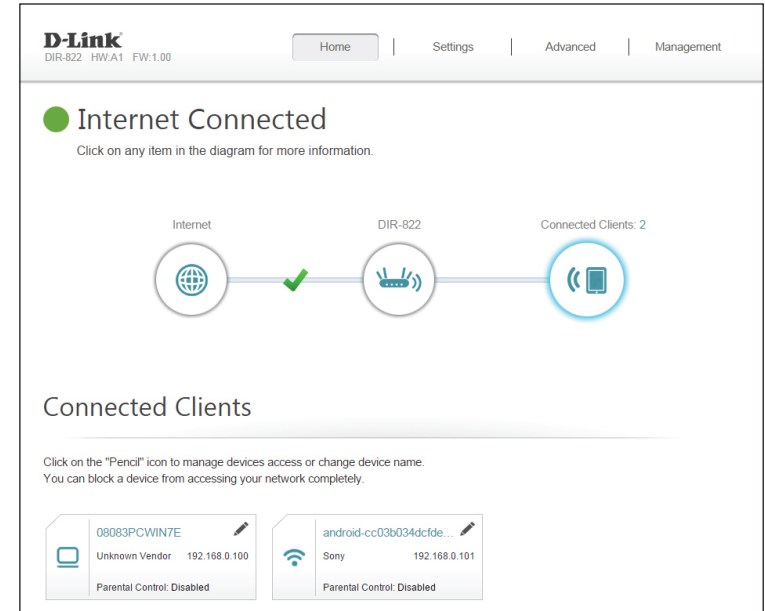 D-Link
DIR-822 HW:A1 FW:1.00
Home Settings Advanced Management
Internet Connected
Click on any item in the diagram for more information.
Internet DIR-822 Connected Clients: 2
Connected Clients
Click on the "Pencil" icon to manage devices access or change device name.
You can block a device from accessing your network completely.
08083PCWIN7E
Unknown Vendor 192.168.0.100
Parental Control: Disabled
android-cc03b034dcfde...
Sony 192.168.0.101
Parental Control: Disabled